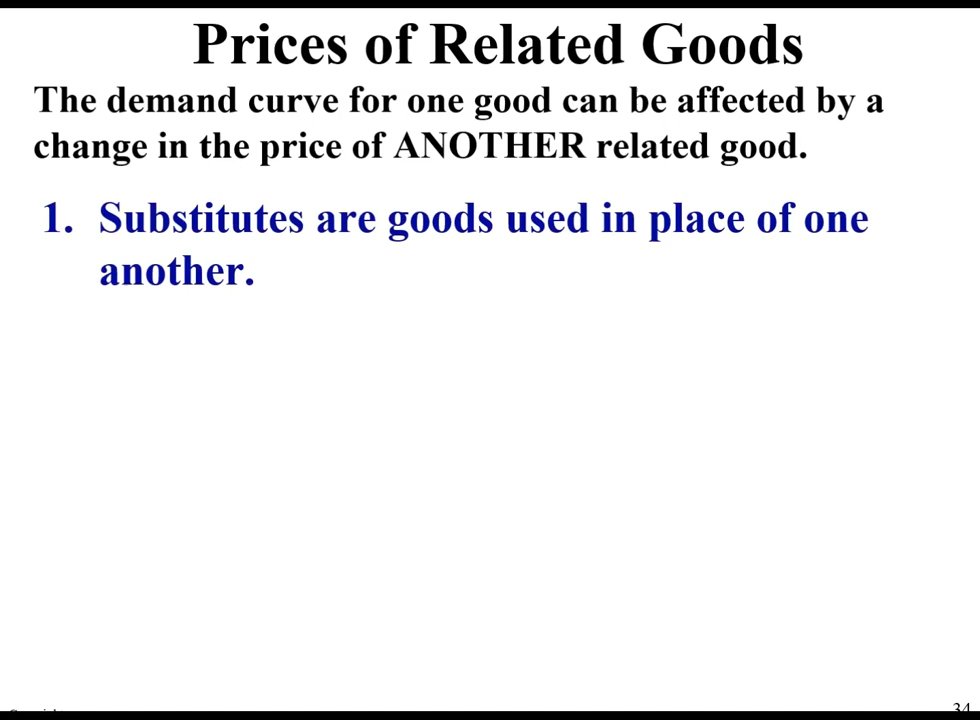 Prices of Related Goods
The demand curve for one good can be affected by a
change in the price of ANOTHER related good.
1. Substitutes are goods used in place of one
another.
34